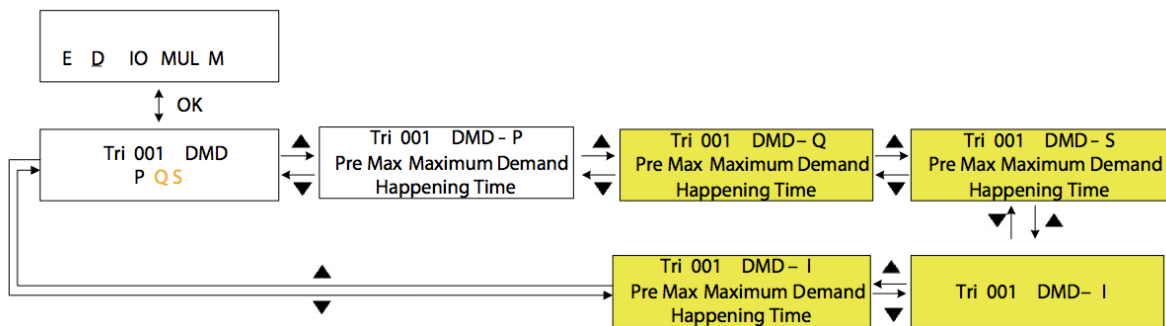 E D IO MUL M
OK
Tri 001 DMD
P Q S
Tri 001 DMD - P
Pre Max Maximum Demand
Happening Time
Tri 001 DMD - Q
Pre Max Maximum Demand
Happening Time
Tri 001 DMD - S
Pre Max Maximum Demand
Happening Time
Tri 001 DMD - I
Pre Max Maximum Demand
Happening Time
Tri 001 DMD - I